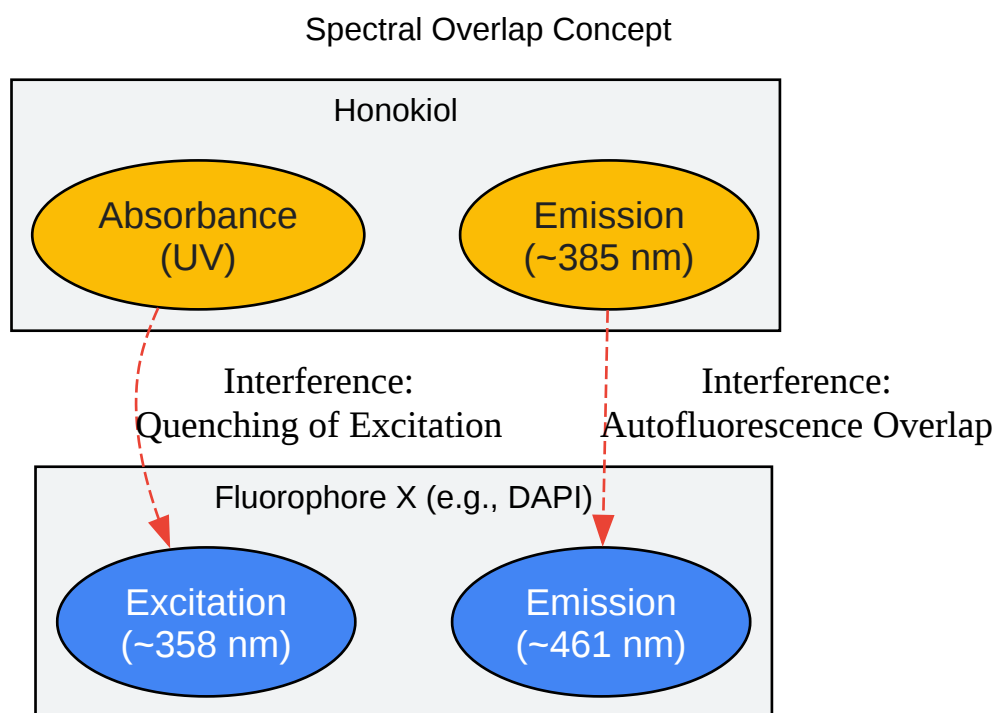 Spectral Overlap Concept
Honokiol
Absorbance
(UV)
Emission
(~385 nm)
Interference:
Quenching of Excitation
Interference:
Autofluorescence Overlap
Fluorophore X (e.g., DAPI)
Excitation
(~358 nm)
Emission
(~461 nm)